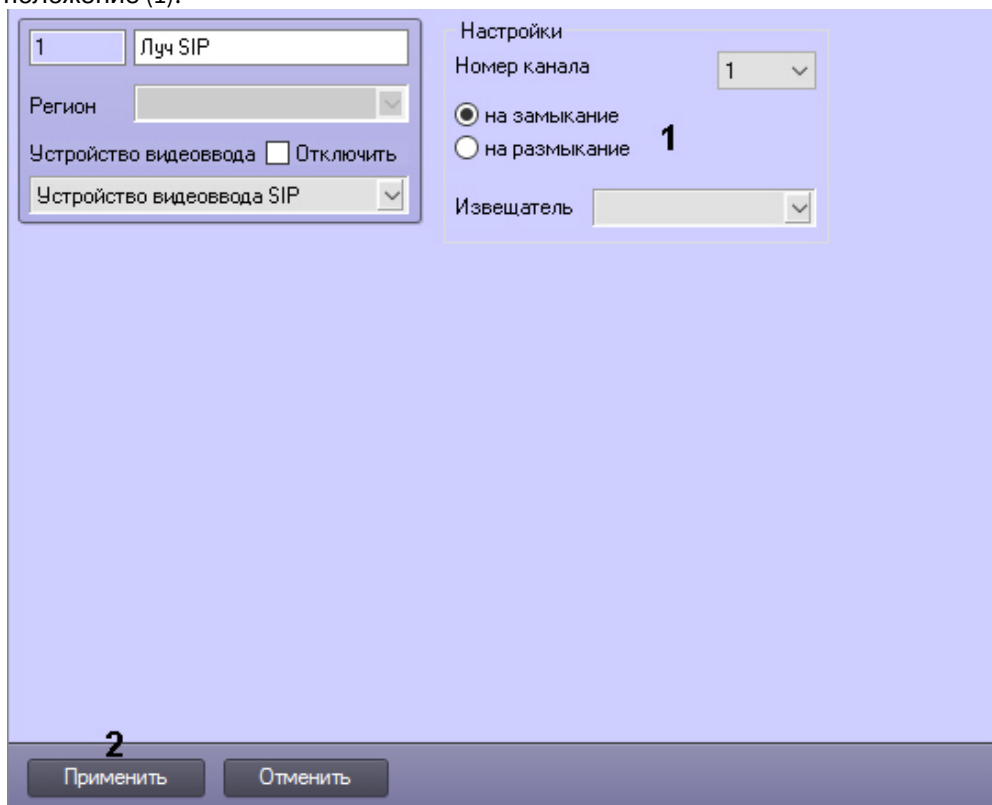 положение (1).
1 Луч SIP
Регион
Устройство видеоввода Отключить
Устройство видеоввода SIP
Настройки
Номер канала 1
на замыкание
на размыкание
1
Извещатель
2
Применить Отменить